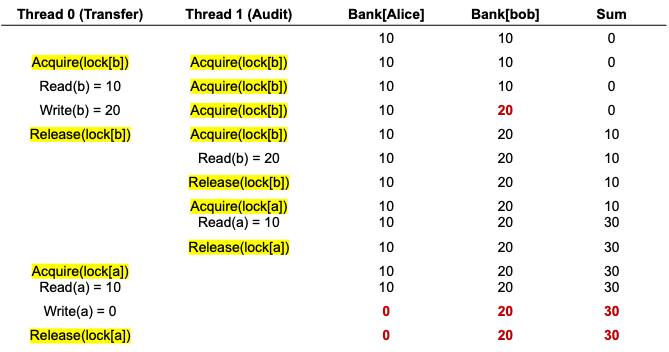 Thread 0 (Transfer) Thread 1 (Audit) Bank[Alice] Bank[bob] Sum
10 10 0
Acquire(lock[b]) Acquire(lock[b]) 10 10 0
Read(b) = 10 Acquire(lock[b]) 10 10 0
Write(b) = 20 Acquire(lock[b]) 10 20 0
Release(lock[b]) Acquire(lock[b]) 10 20 10
Read(b) = 20 10 20 10
Release(lock[b]) 10 20 10
Acquire(lock[a]) 10 20 10
Read(a) = 10 10 20 30
Release(lock[a]) 10 20 30
Acquire(lock[a]) 10 20 30
Read(a) = 10 10 20 30
Write(a) = 0 0 20 30
Release(lock[a]) 0 20 30